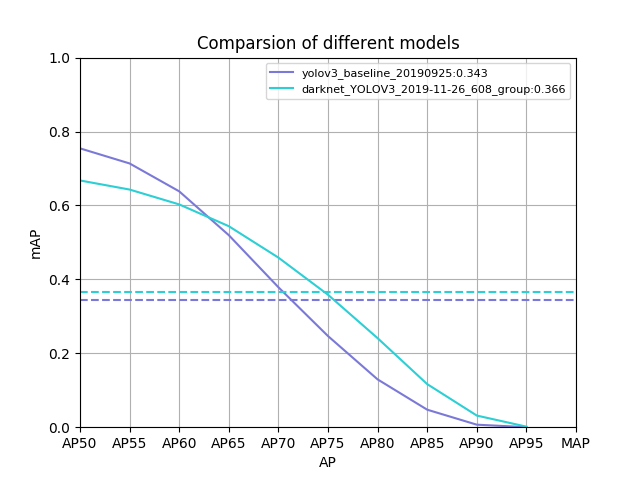 Comparsion of different models
yolov3_baseline_20190925:0.343
darknet_YOLOV3_2019-11-26_608_group:0.366
1.0
0.8
0.6
0.4
0.2
0.0
mAP
AP50 AP55 AP60 AP65 AP70 AP75 AP80 AP85 AP90 AP95 MAP
AP